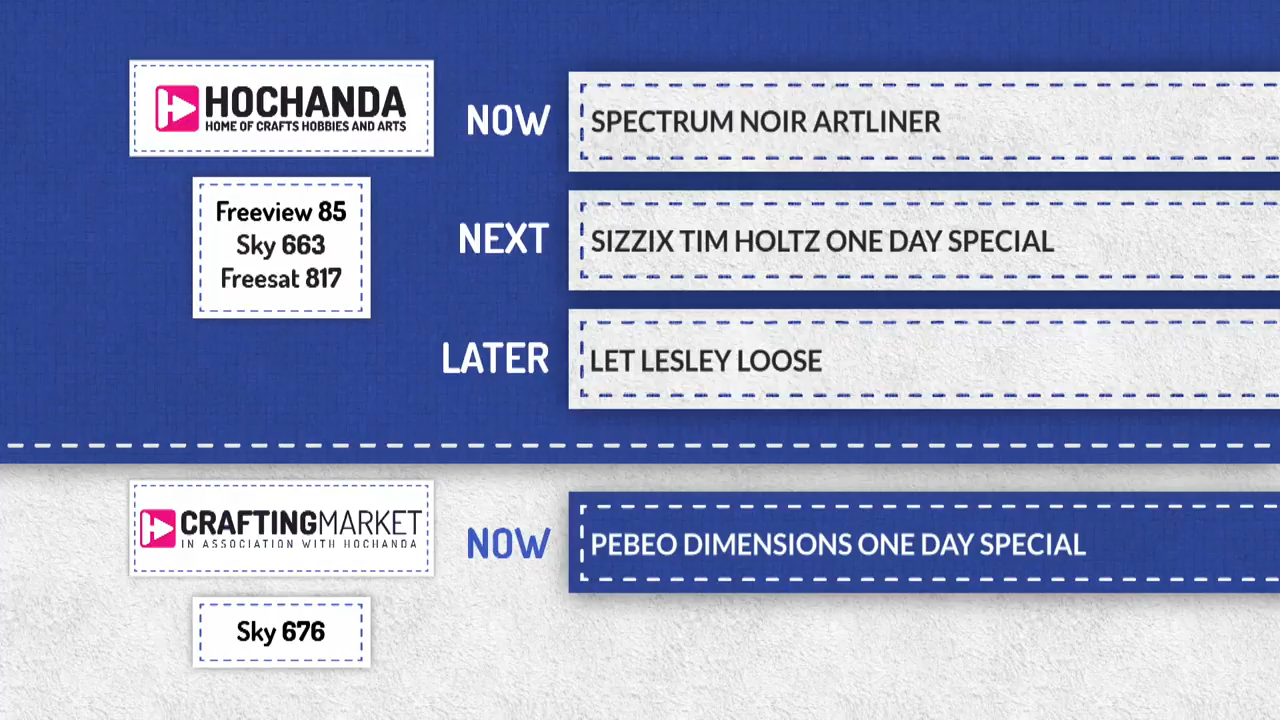 HOCHANDA
HOME OF CRAFTS HOBBIES AND ARTS
Freeview 85
Sky 663
Freesat 817
NOW
SPECTRUM NOIR ARTLINER
NEXT
SIZZIX TIM HOLTZ ONE DAY SPECIAL
LATER
LET LESLEY LOOSE
CRAFTINGMARKET
IN ASSOCIATION WITH HOCHANDA
Sky 676
NOW
PEBEO DIMENSIONS ONE DAY SPECIAL